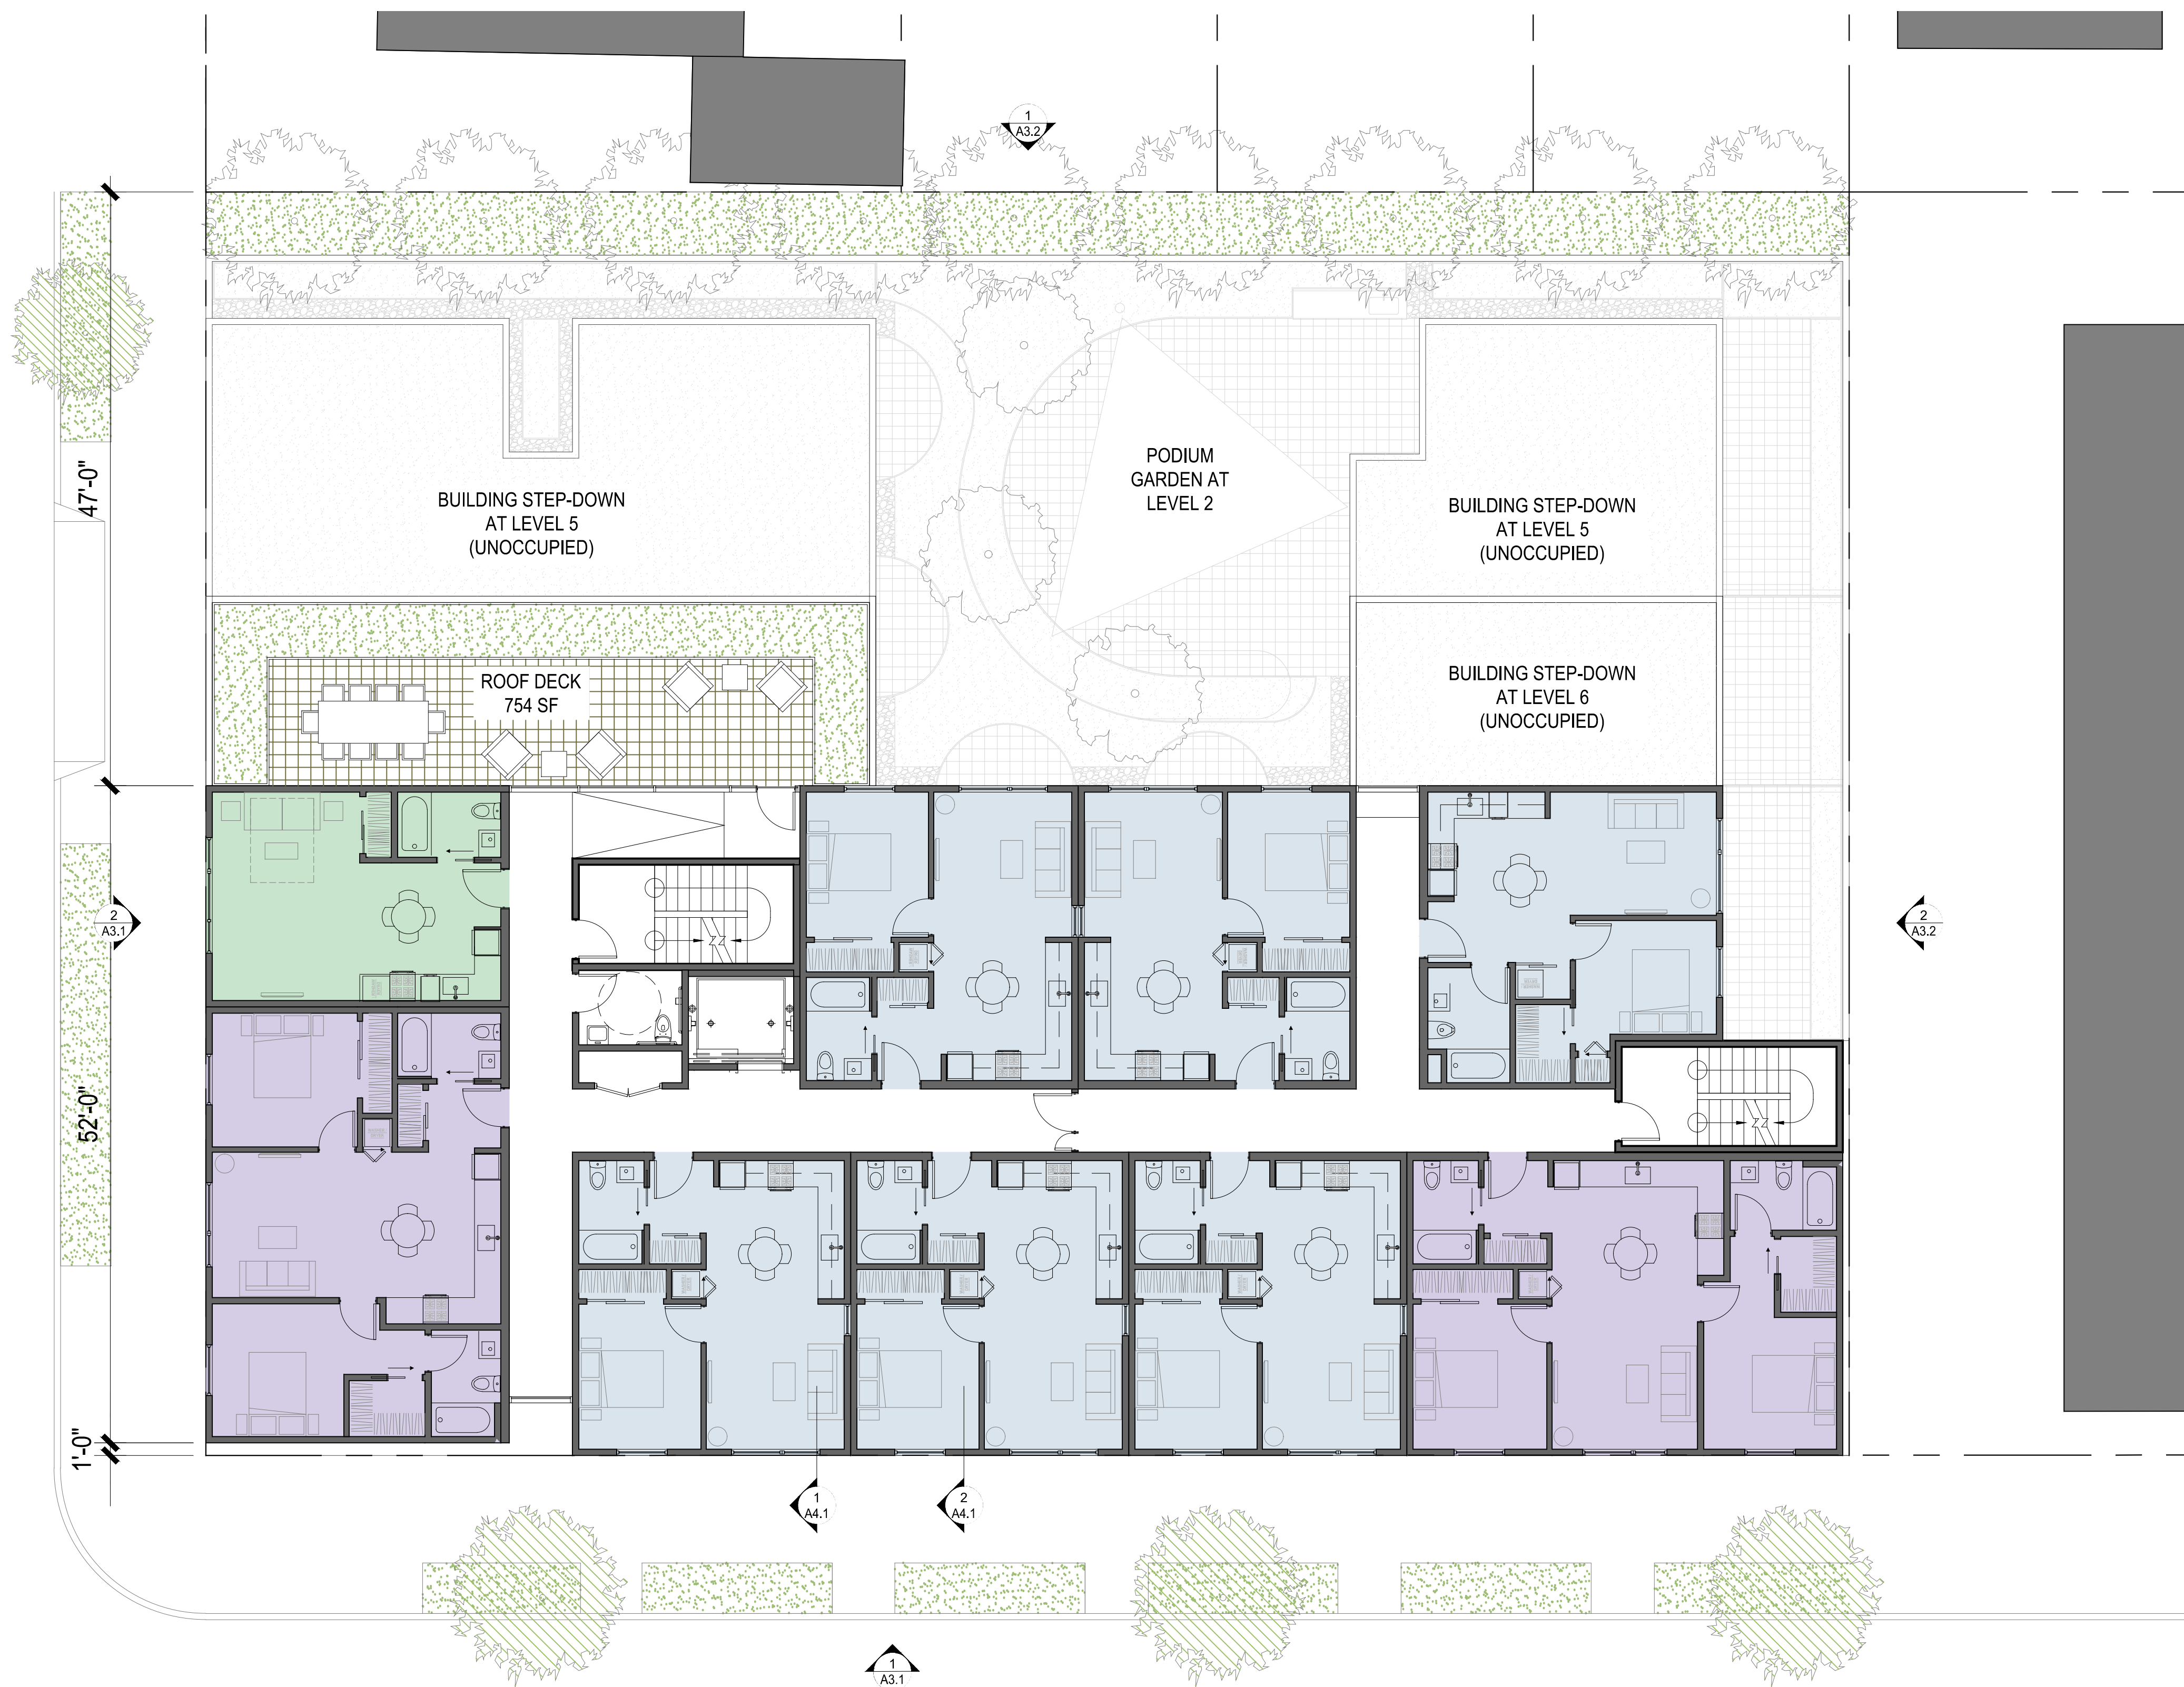 1
A3.2
47'-0"
PODIUM
GARDEN AT
LEVEL 2
BUILDING STEP-DOWN
AT LEVEL 5
(UNOCCUPIED)
BUILDING STEP-DOWN
AT LEVEL 5
(UNOCCUPIED)
ROOF DECK
754 SF
BUILDING STEP-DOWN
AT LEVEL 6
(UNOCCUPIED)
2
A3.1
2
A3.2
52'-0"
1'-0"
1
A4.1
2
A4.1
1
A3.1